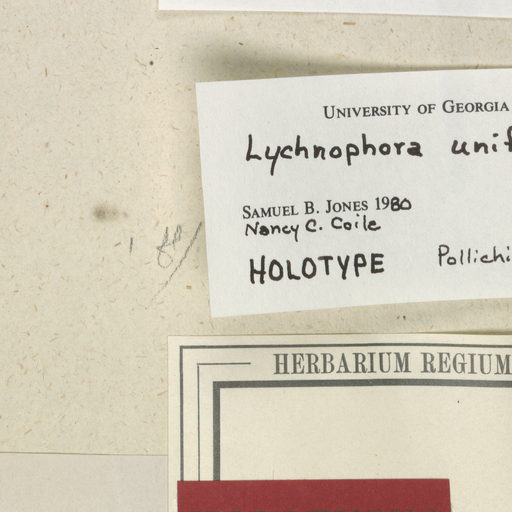 UNIVERSITY OF GEORGIA
Lychnophora unif
SAMUEL B. JONES 1980
Nancy C. Coile
HOLOTYPE Pollichi
HERBARIUM REGIUM